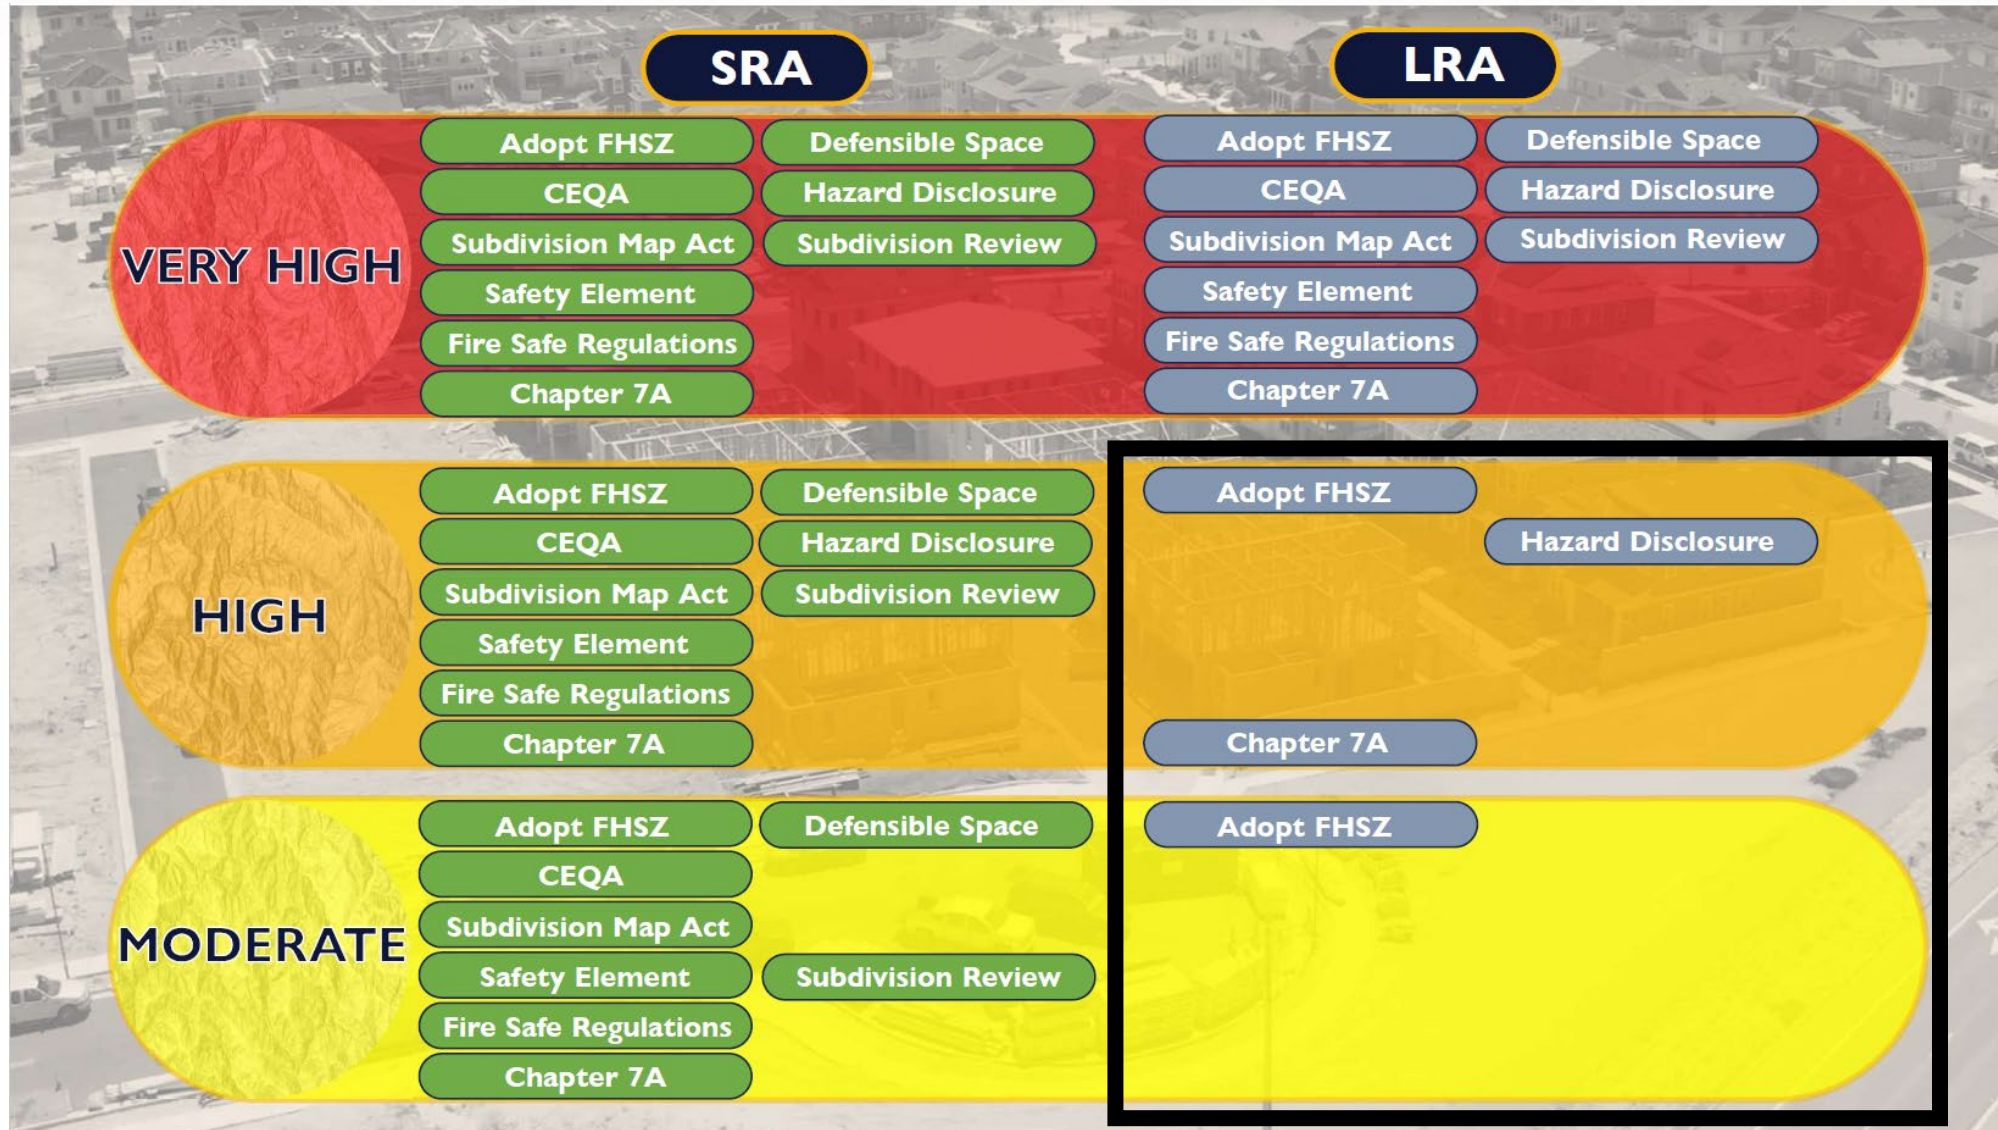 SRA
LRA
VERY HIGH
Adopt FHSZ
Defensible Space
CEQA
Hazard Disclosure
Subdivision Map Act
Subdivision Review
Safety Element
Fire Safe Regulations
Chapter 7A
Adopt FHSZ
Defensible Space
CEQA
Hazard Disclosure
Subdivision Map Act
Subdivision Review
Safety Element
Fire Safe Regulations
Chapter 7A
HIGH
Adopt FHSZ
Defensible Space
CEQA
Hazard Disclosure
Subdivision Map Act
Subdivision Review
Safety Element
Fire Safe Regulations
Chapter 7A
Adopt FHSZ
Hazard Disclosure
Chapter 7A
MODERATE
Adopt FHSZ
Defensible Space
CEQA
Subdivision Map Act
Safety Element
Subdivision Review
Fire Safe Regulations
Chapter 7A
Adopt FHSZ